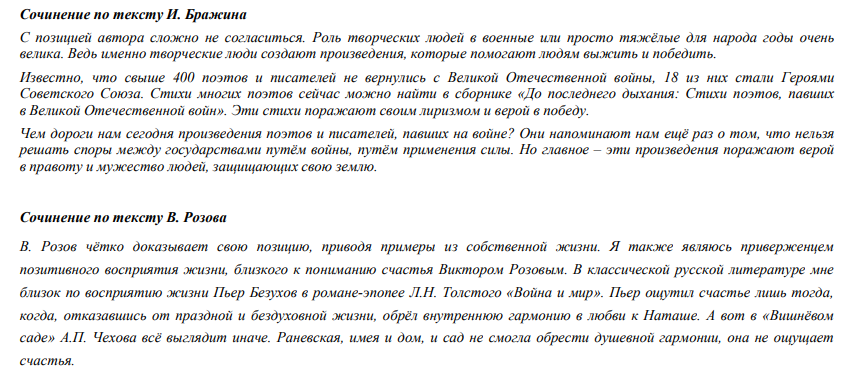 Сочинение по тексту И. Бражина
С позицией автора сложно не согласиться. Роль творческих людей в военные или просто тяжёлые для народа годы очень
велика. Ведь именно творческие люди создают произведения, которые помогают людям выжить и победить.
Известно, что свыше 400 поэтов и писателей не вернулись с Великой Отечественной войны, 18 из них стали Героями
Советского Союза. Стихи многих поэтов сейчас можно найти в сборнике «До последнего дыхания: Стихи поэтов, павших
в Великой Отечественной войн». Эти стихи поражают своим лиризмом и верой в победу.
Чем дороги нам сегодня произведения поэтов и писателей, павших на войне? Они напоминают нам ещё раз о том, что нельзя
решать споры между государствами путём войны, путём применения силы. Но главное – эти произведения поражают верой
в правоту и мужество людей, защищающих свою землю.
Сочинение по тексту В. Розова
В. Розов чётко доказывает свою позицию, приводя примеры из собственной жизни. Я также являюсь приверженцем
позитивного восприятия жизни, близкого к пониманию счастья Виктором Розовым. В классической русской литературе мне
близок по восприятию жизни Пьер Безухов в романе-эпопее Л.Н. Толстого «Война и мир». Пьер ощутил счастье лишь тогда,
когда, отказавшись от праздной и бездуховной жизни, обрёл внутреннюю гармонию в любви к Наташе. А вот в «Вишнёвом
саде» А.П. Чехова всё выглядит иначе. Раневская, имея и дом, и сад не смогла обрести душевной гармонии, она не ощущает
счастья.